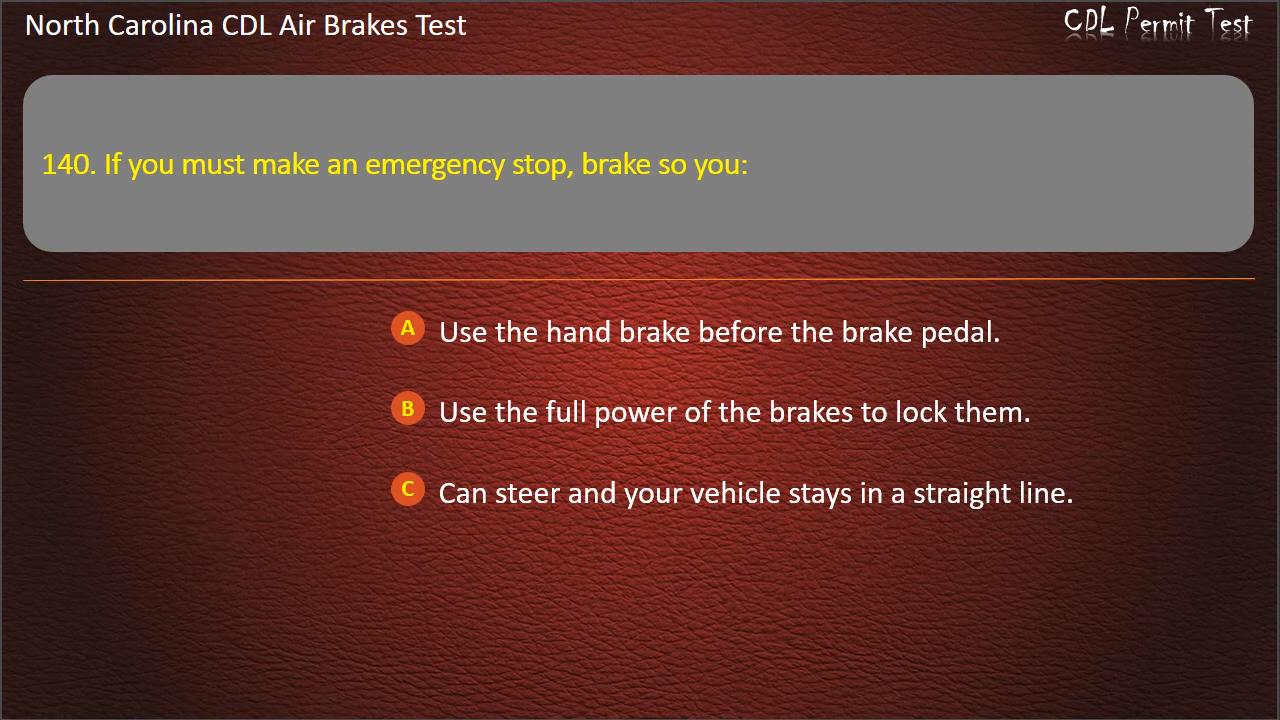 North Carolina CDL Air Brakes Test
CDL Permit Test
140. If you must make an emergency stop, brake so you:
A Use the hand brake before the brake pedal.
B Use the full power of the brakes to lock them.
C Can steer and your vehicle stays in a straight line.